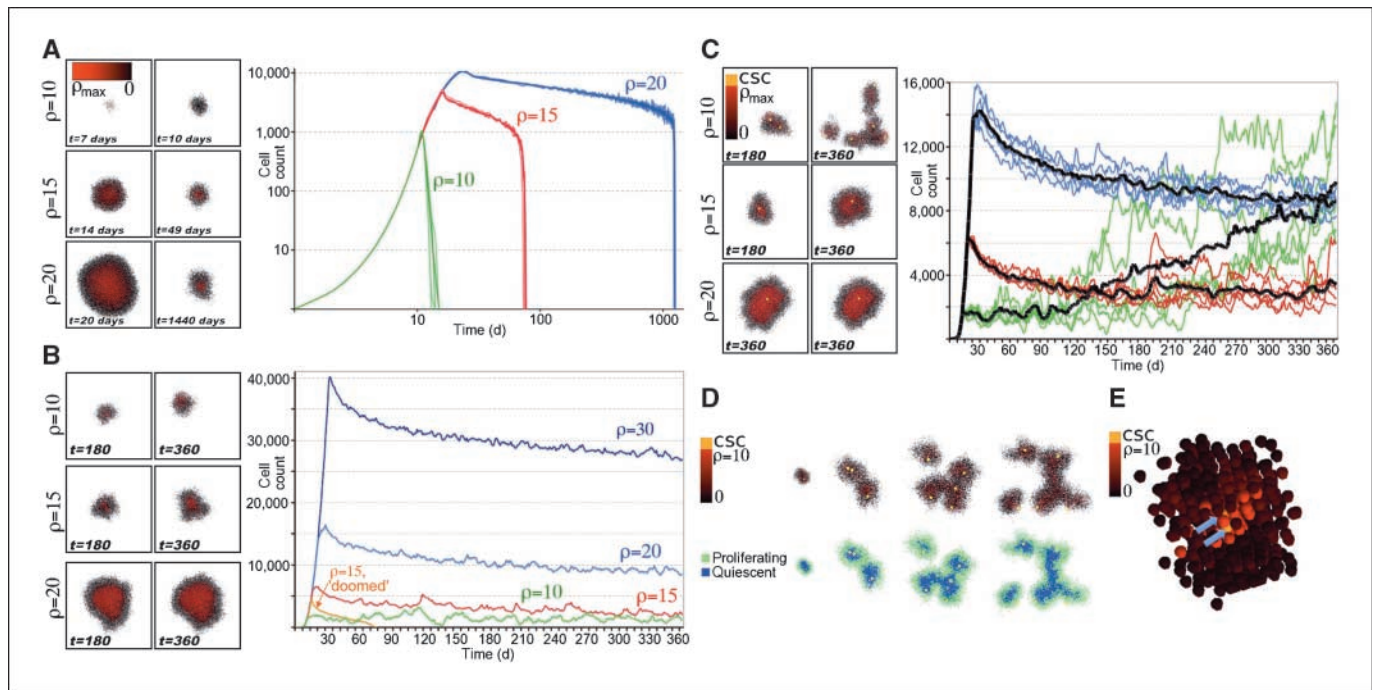 A
ρ=10
ρmax 0
t=7 days
t=10 days
ρ=15
t=14 days
t=49 days
ρ=20
t=20 days
t=1440 days
10,000
1,000
100
10
Cell count
ρ=10
ρ=15
ρ=20
10 100 1000
Time (d)
B
ρ=10
t=180
t=360
ρ=15
t=180
t=360
ρ=20
t=180
t=360
40,000
30,000
20,000
10,000
Cell count
ρ=30
ρ=20
ρ=15, 'doomed'
ρ=10
ρ=15
30 60 90 120 150 180 210 240 270 300 330 360
Time (d)
C
ρ=10
CSC
ρmax
0
t=180
t=360
ρ=15
t=180
t=360
ρ=20
t=360
t=360
16,000
12,000
8,000
4,000
Cell count
30 60 90 120 150 180 210 240 270 300 330 360
Time (d)
D
CSC
ρ=10
0
Proliferating
Quiescent
E
CSC
ρ=10
0